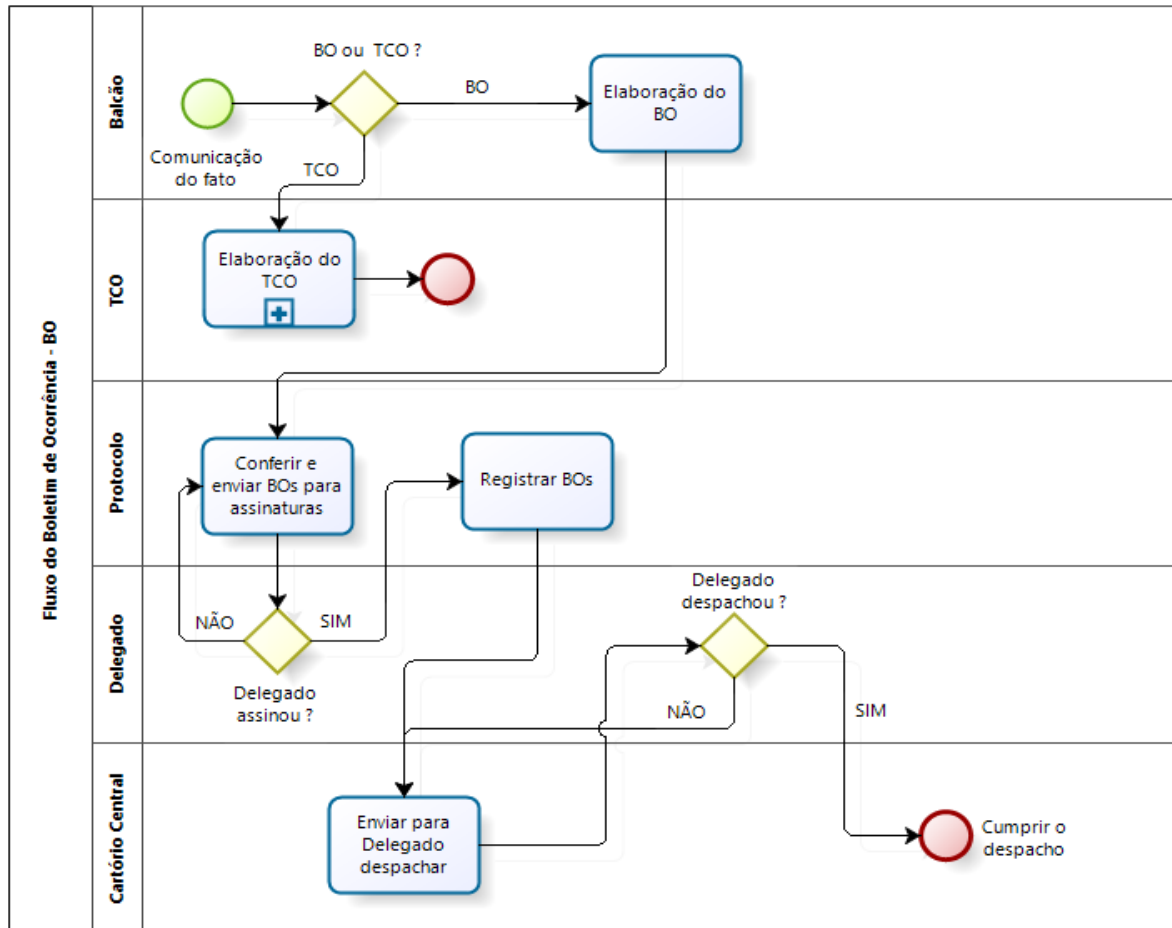 Fluxo do Boletim de Ocorrência - BO
Balcão
BO ou TCO ?
BO
Elaboração do
BO
Comunicação
do fato
TCO
TCO
Elaboração do
TCO
Protocolo
Conferir e
enviar BOs para
assinaturas
Registrar BOs
Delegado
NÃO
SIM
Delegado
assinou ?
Delegado
despachou ?
NÃO
SIM
Cartório Central
Enviar para
Delegado
despachar
Cumprir o
despacho